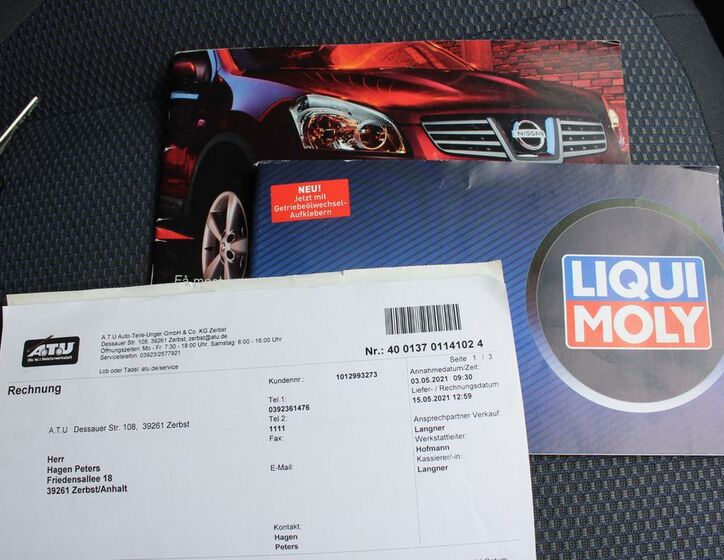 NISSAN
NEU!
Jetzt mit
Getriebeölwechsel-
Aufklebern
LIQUI
MOLY
A.T.U
Die Nr.1 Meisterwerkstatt
A.T.U Auto-Teile-Unger GmbH & Co. KG Zerbst
Dessauer Str. 108, 39261 Zerbst, zerbst@atu.de
Öffnungszeiten: Mo - Fr 7:30 - 18:00 Uhr, Samstag 8:00 - 16:00 Uhr
Servicetelefon: 03923/2577921
Lob oder Tadel: atu.de/service
Nr.: 40 0137 0114102 4
Seite 1 / 3
Rechnung
Kundennr.: 1012993273
Annahmedatum/Zeit:
03.05.2021 09:30
Liefer- / Rechnungsdatum
15.05.2021 12:59
Tel.1:
0392361476
Tel.2:
1111
Fax:
E-Mail:
Ansprechpartner Verkauf:
Langner
Werkstattleiter:
Hofmann
Kassierer/-in:
Langner
A.T.U Dessauer Str. 108, 39261 Zerbst
Herr
Hagen Peters
Friedensallee 18
39261 Zerbst/Anhalt
Kontakt:
Hagen
Peters